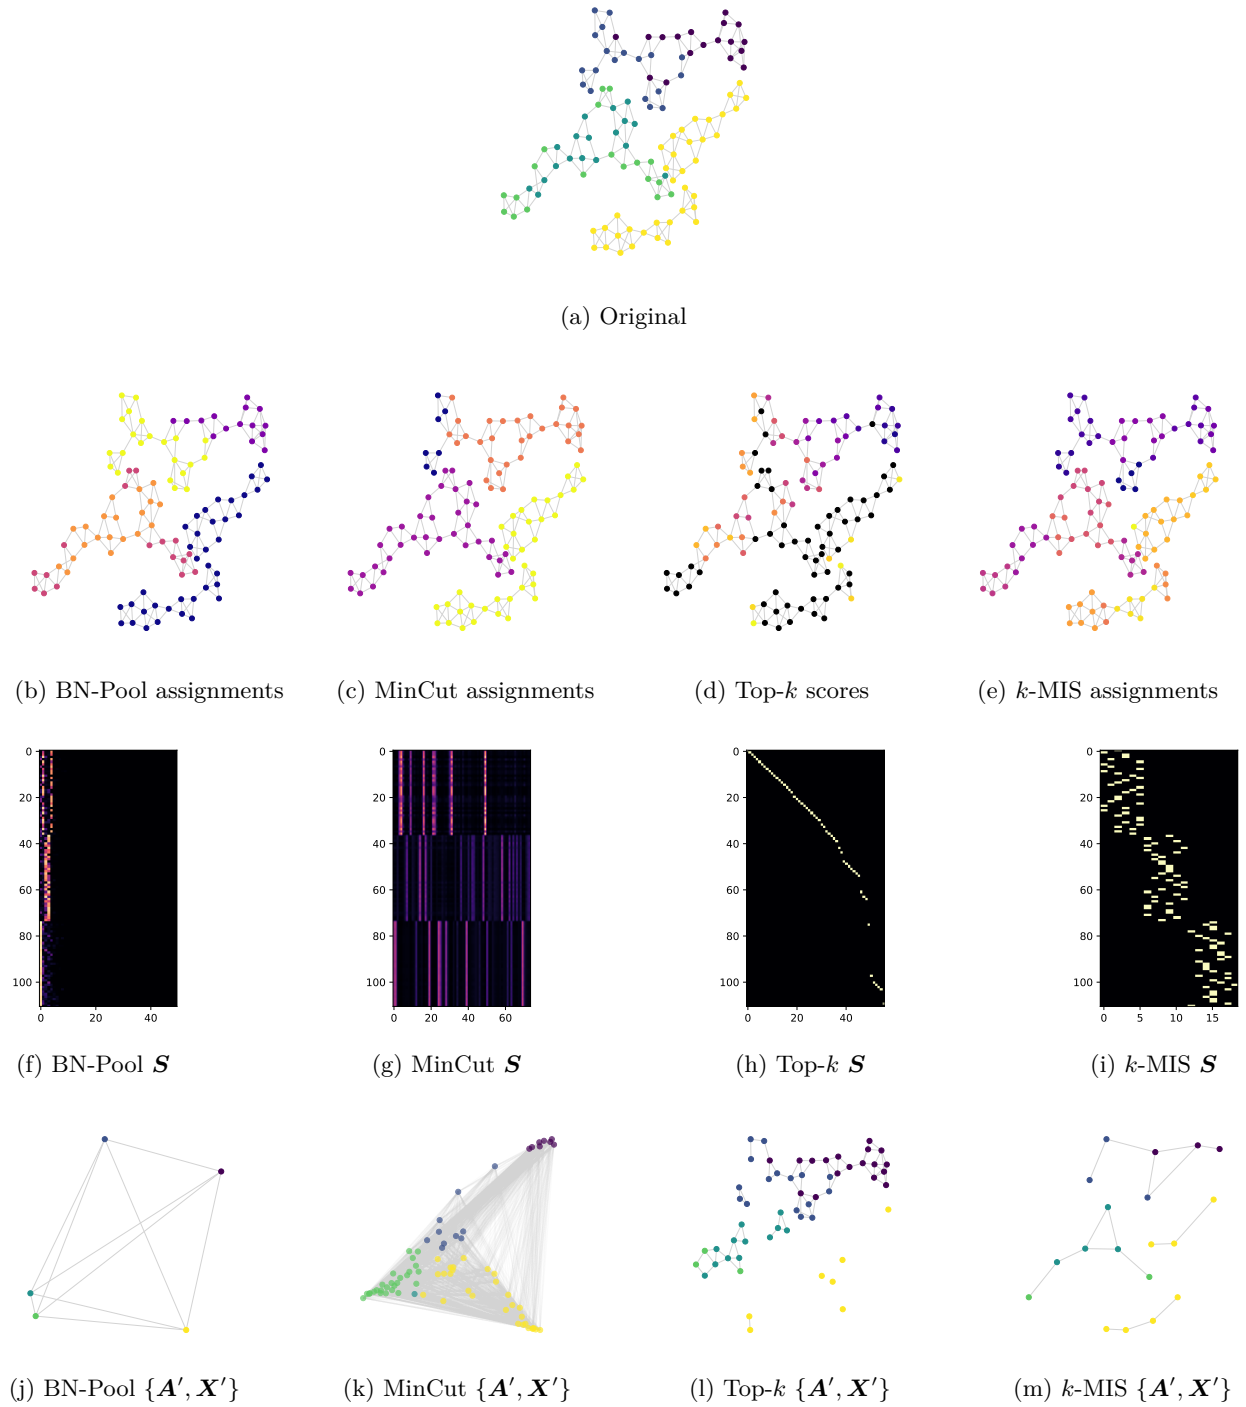 (a) Original
(b) BN-Pool assignments
(c) MinCut assignments
(d) Top-k scores
(e) k-MIS assignments
0
20
40
60
80
100
0 20 40
0
20
40
60
80
100
0 20 40 60
0
20
40
60
80
100
0 20 40
0
20
40
60
80
100
0 5 10 15
(f) BN-Pool S
(g) MinCut S
(h) Top-k S
(i) k-MIS S
(j) BN-Pool {A′, X′}
(k) MinCut {A′, X′}
(l) Top-k {A′, X′}
(m) k-MIS {A′, X′}